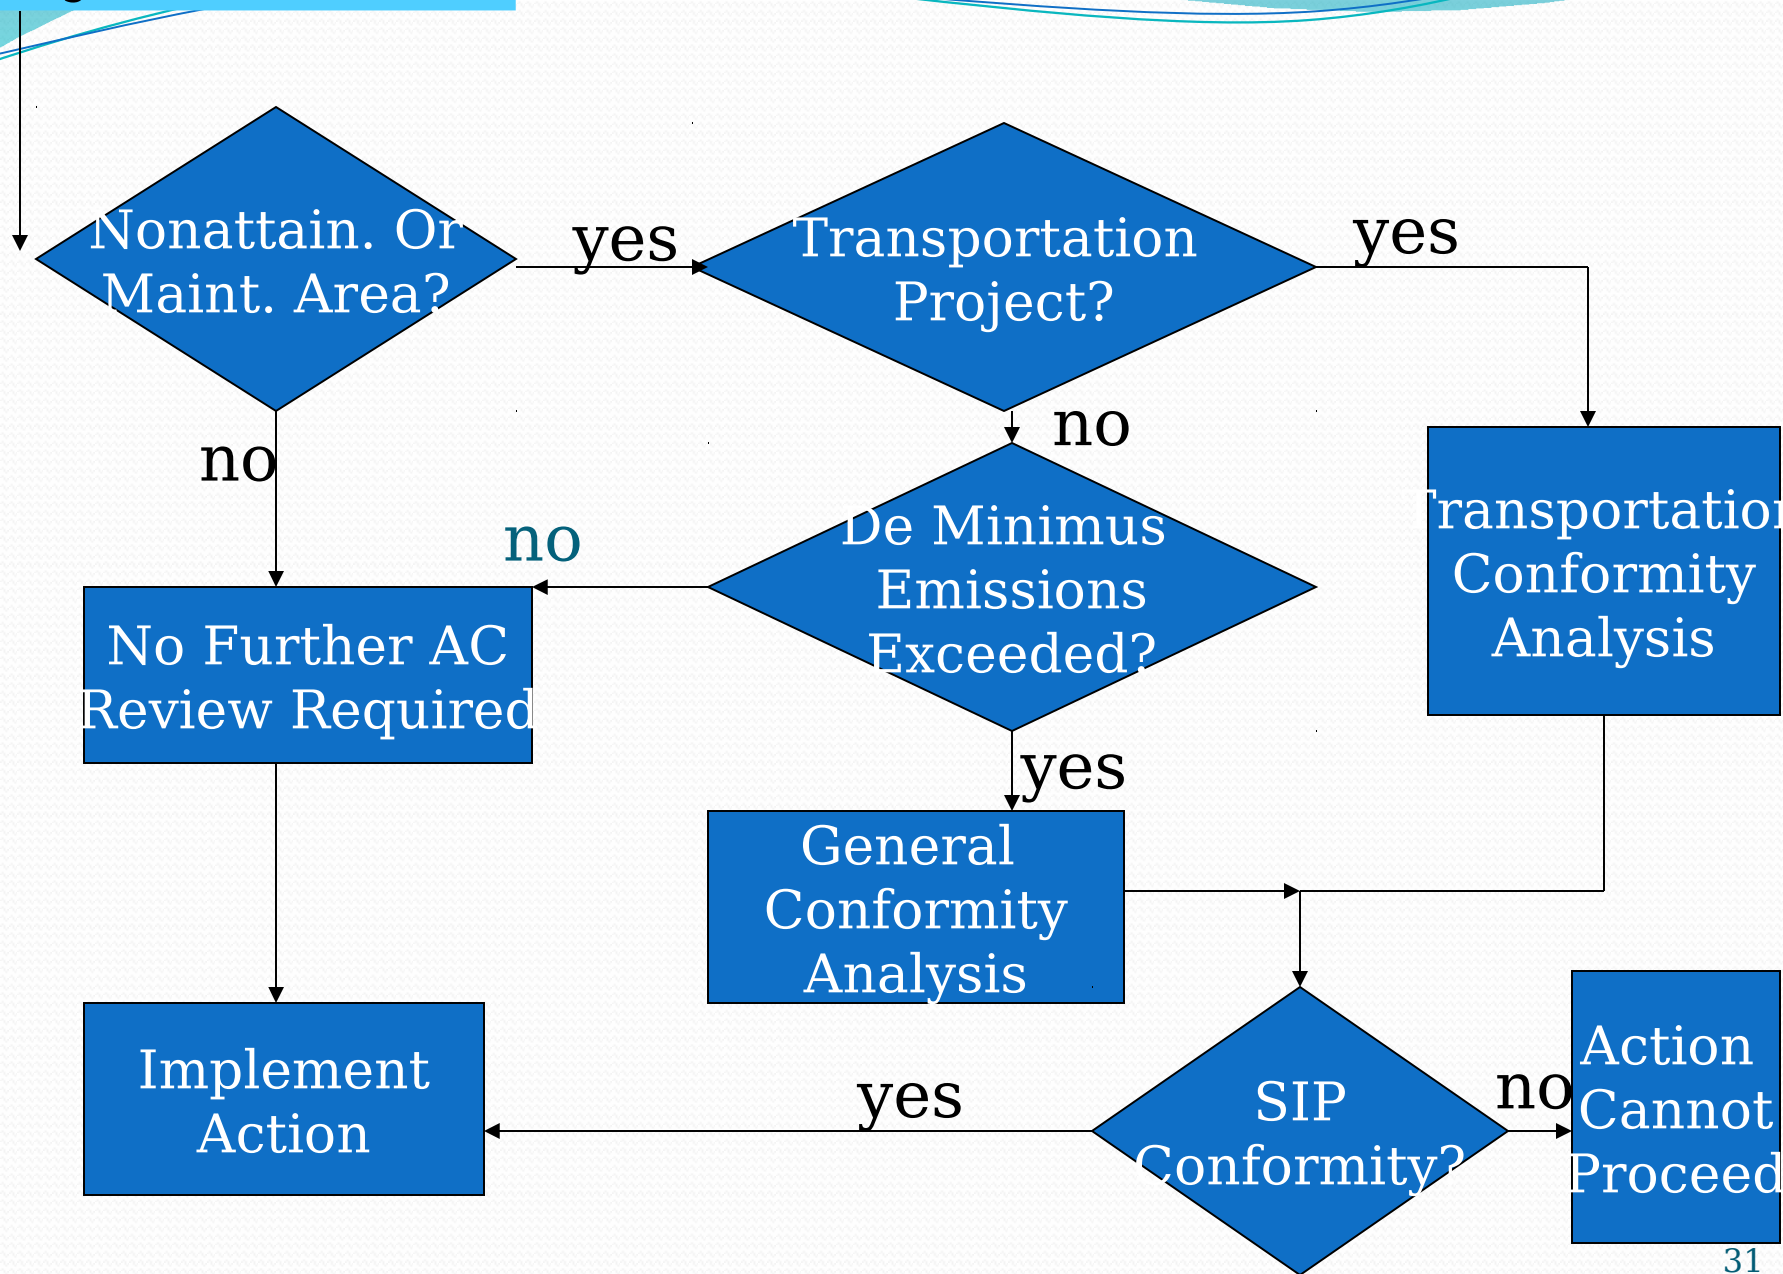 Nonattain. Or
Maint. Area?
yes
Transportation
Project?
yes
no
no
De Minimus
Emissions
Exceeded?
no
Transportation
Conformity
Analysis
No Further AC
Review Required
yes
General
Conformity
Analysis
Implement
Action
yes
SIP
Conformity?
no
Action
Cannot
Proceed
31